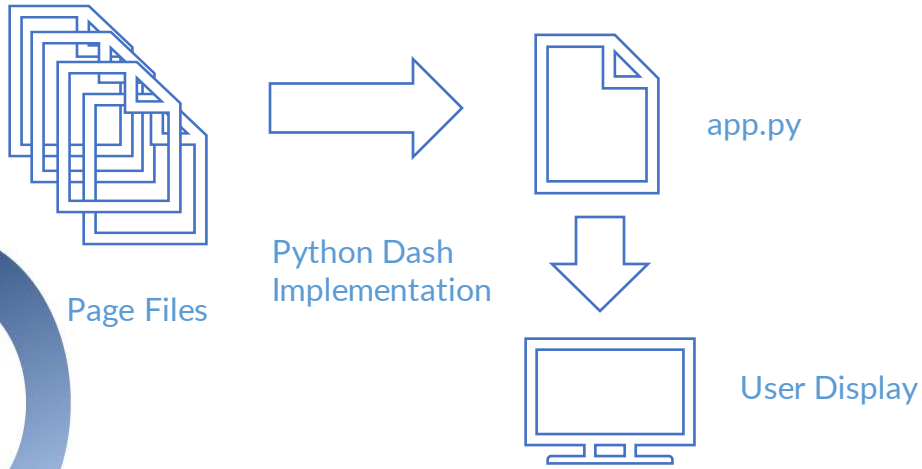 app.py
Python Dash
Implementation
Page Files
User Display